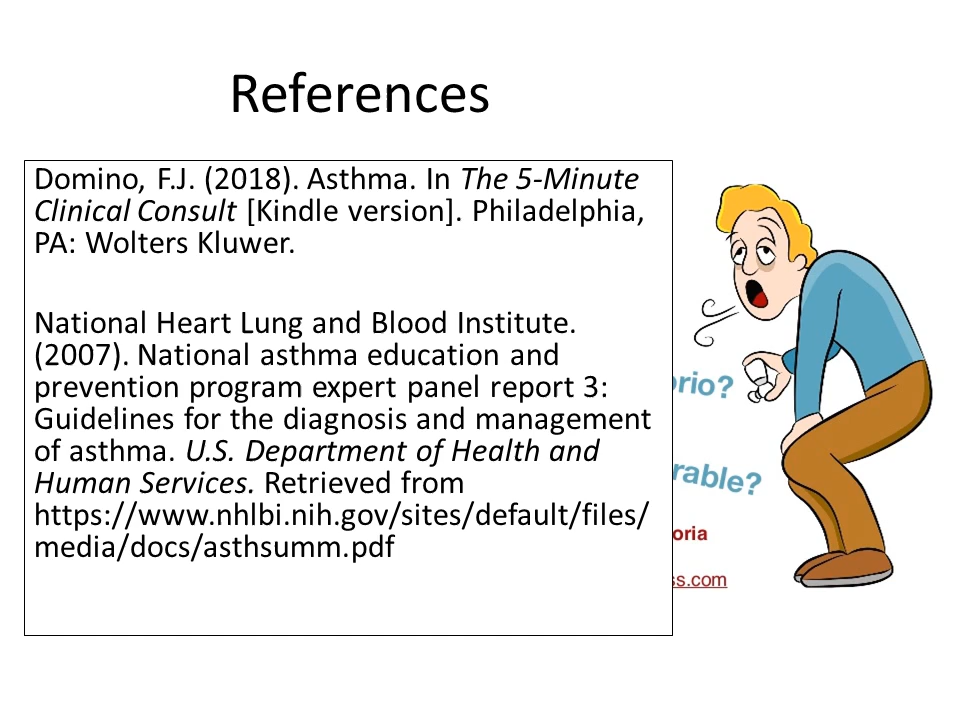 References
Domino, F.J. (2018). Asthma. In The 5-Minute
Clinical Consult [Kindle version]. Philadelphia,
PA: Wolters Kluwer.
National Heart Lung and Blood Institute.
(2007). National asthma education and
prevention program expert panel report 3:
Guidelines for the diagnosis and management
of asthma. U.S. Department of Health and
Human Services. Retrieved from
https://www.nhlbi.nih.gov/sites/default/files/
media/docs/asthsumm.pdf
orio?
rable?
oria
ss.com